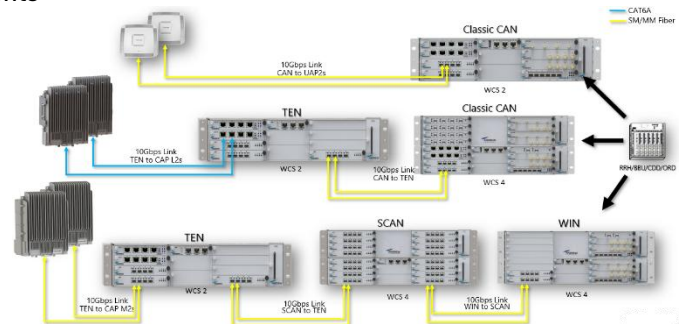 nts
CAT6A
SM/MM Fiber
Classic CAN
10Gbps Link
CAN to UAP2s
WCS 2
Classic CAN
TEN
10Gbps Link
TEN to CAP L2s
WCS 2
10Gbps Link
CAN to TEN
WCS 4
RRH/BBU/CDD/ORD
SCAN
WIN
TEN
10Gbps Link
TEN to CAP M2s
WCS 2
10Gbps Link
SCAN to TEN
WCS 4
10Gbps Link
WIN to SCAN
WCS 4